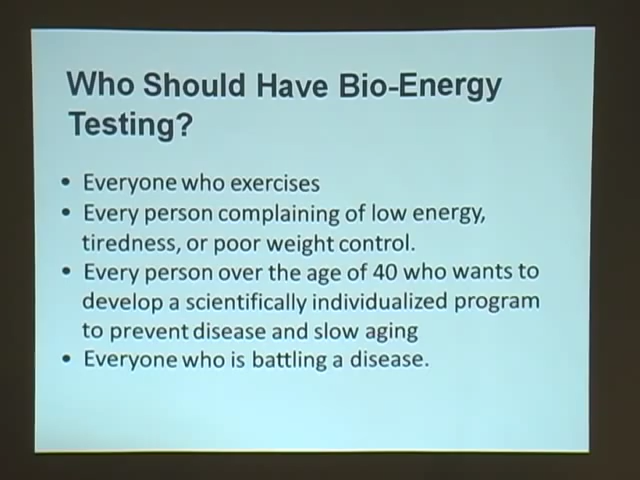 Who Should Have Bio-Energy
Testing?
• Everyone who exercises
• Every person complaining of low energy,
tiredness, or poor weight control.
• Every person over the age of 40 who wants to
develop a scientifically individualized program
to prevent disease and slow aging
• Everyone who is battling a disease.